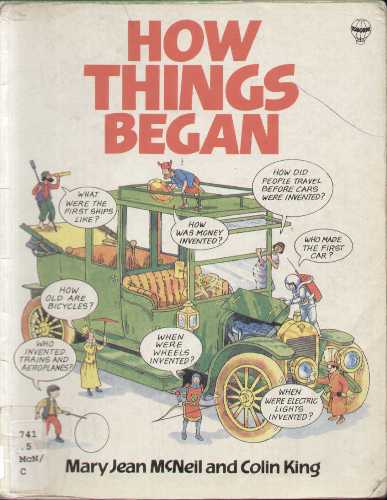 USBORNE
HOW
THINGS
BEGAN
WHAT
WERE THE
FIRST SHIPS
LIKE?
HOW
WAS MONEY
INVENTED?
HOW DID
PEOPLE TRAVEL
BEFORE CARS
WERE INVENTED?
WHO MADE
THE FIRST
CAR?
HOW
OLD ARE
BICYCLES?
WHO
INVENTED
TRAINS AND
AEROPLANES?
WHEN
WERE
WHEELS
INVENTED?
WHEN
WERE ELECTRIC
LIGHTS
INVENTED?
741
.5
McN/
C
Mary Jean McNeil and Colin King